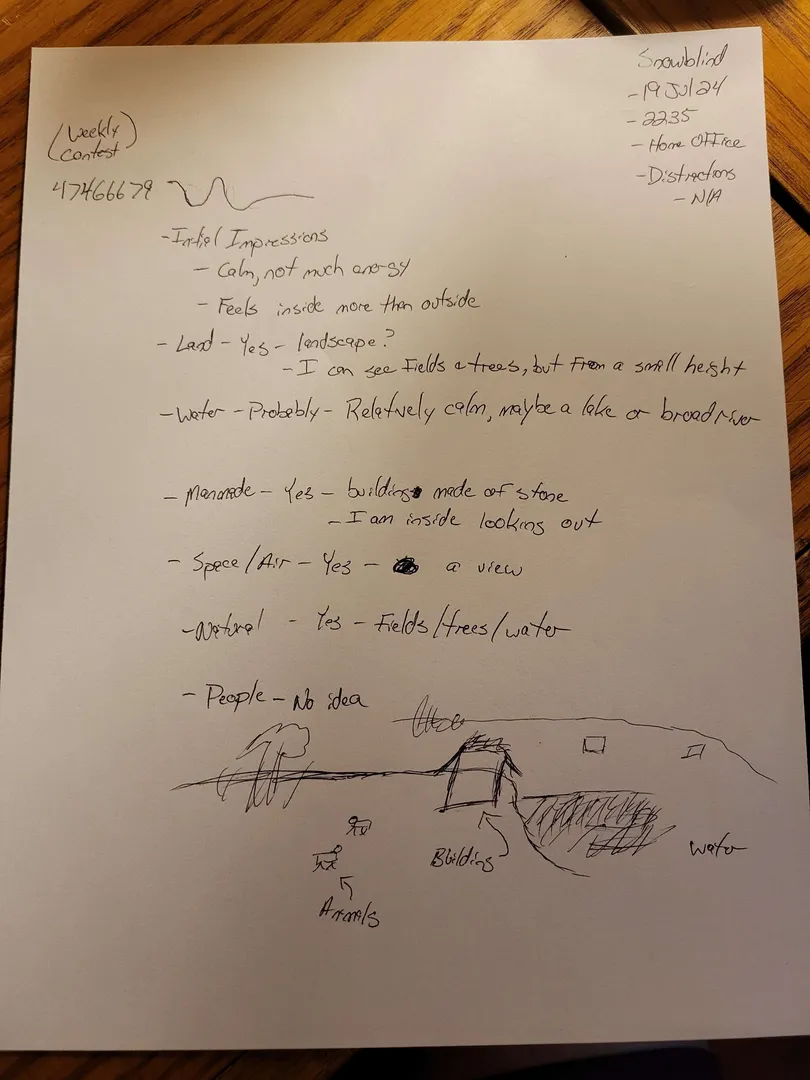 Snowblind
- 19 Jul 24
- 2235
- Home Office
- Distractions
- N/A
(Weekly Contest)
47466679
- Initial Impressions
- Calm, not much energy
- Feels inside more than outside
- Land - Yes - landscape?
- I can see Fields & trees, but From a small height
- Water - Probably - Relatively calm, maybe a lake or broad river
- Manmade - Yes - building made of stone
- I am inside looking out
- Space/Air - Yes - a view
- Natural - Yes - Fields/trees/water
- People - No idea
Building
water
Animals